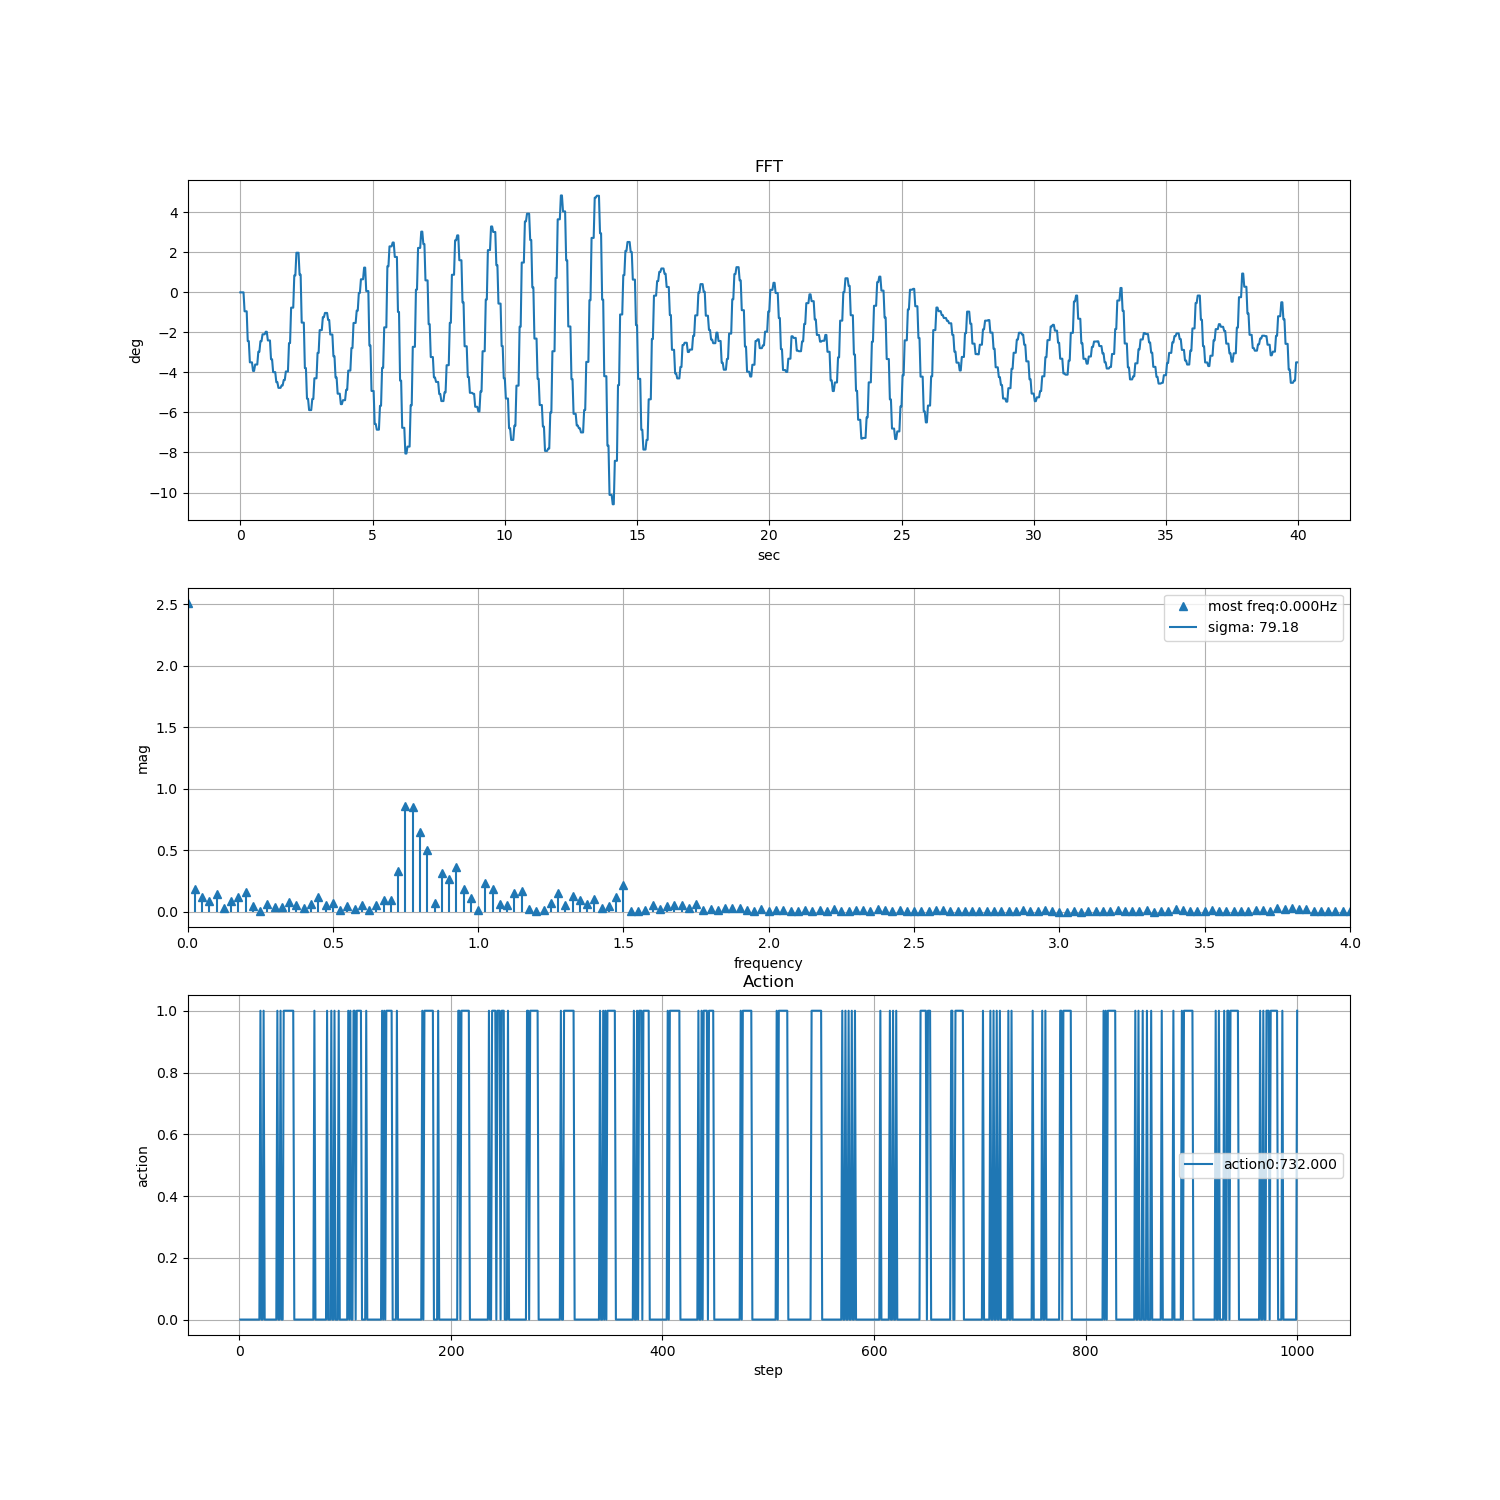 FFT
4
2
0
−2
−4
−6
−8
−10
deg
0 5 10 15 20 25 30 35 40
sec
2.5
2.0
1.5
1.0
0.5
0.0
mag
most freq:0.000Hz
sigma: 79.18
0.0 0.5 1.0 1.5 2.0 2.5 3.0 3.5 4.0
frequency
Action
1.0
0.8
0.6
0.4
0.2
0.0
action
action0:732.000
0 200 400 600 800 1000
step